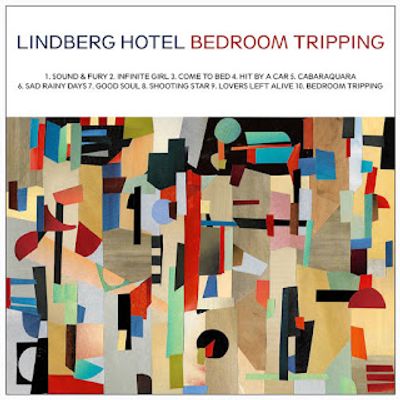 LINDBERG HOTEL BEDROOM TRIPPING
1. SOUND & FURY 2. INFINITE GIRL 3. COME TO BED 4. HIT BY A CAR 5. CABARAQUARA
6. SAD RAINY DAYS 7. GOOD SOUL 8. SHOOTING STAR 9. LOVERS LEFT ALIVE 10. BEDROOM TRIPPING